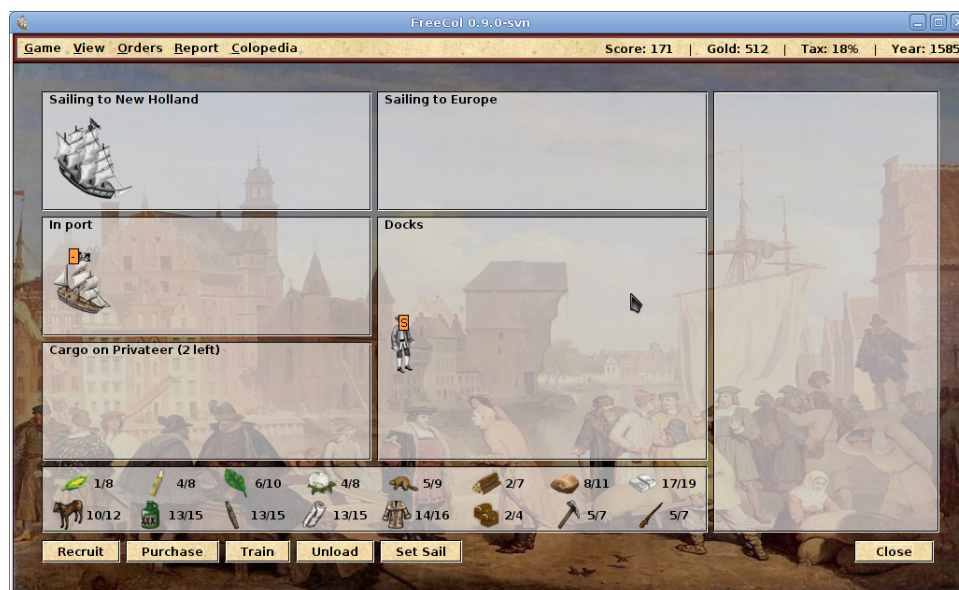 FreeCol 0.9.0-svn
Game View Orders Report Colopedia Score: 171 | Gold: 512 | Tax: 18% | Year: 1585
Sailing to New Holland
Sailing to Europe
In port
-
Docks
S
Cargo on Privateer (2 left)
1/8 4/8 6/10 4/8 5/9 2/7 8/11 17/19
10/12 13/15 13/15 13/15 14/16 2/4 5/7 5/7
Recruit Purchase Train Unload Set Sail Close